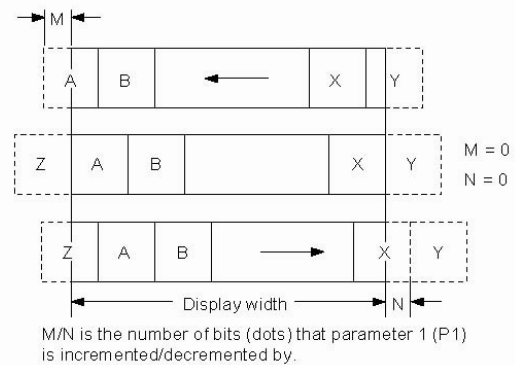 M
A B X Y
Z A B X Y
M = 0
N = 0
Z A B X Y
Display width N
M/N is the number of bits (dots) that parameter 1 (P1)
is incremented/decremented by.